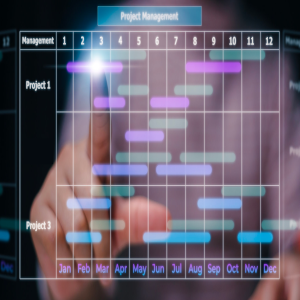 Project Management
Management 1 2 3 4 5 6 7 8 9 10 11 12
12
Project 1
Project 3
Jan Feb Mar Apr May Jun Jul Aug Sep Oct Nov Dec
Dec